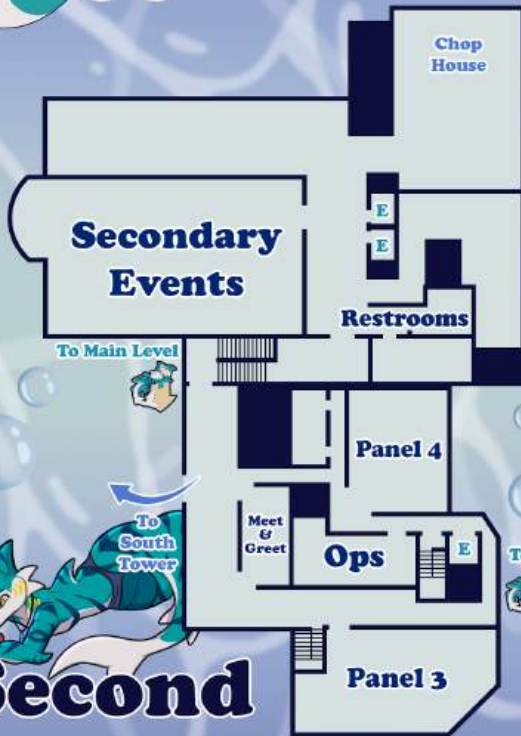 Chop
House
E
E
Secondary
Events
Restrooms
To Main Level
Panel 4
To
South
Tower
Meet
&
Greet
Ops
E
Second
Panel 3